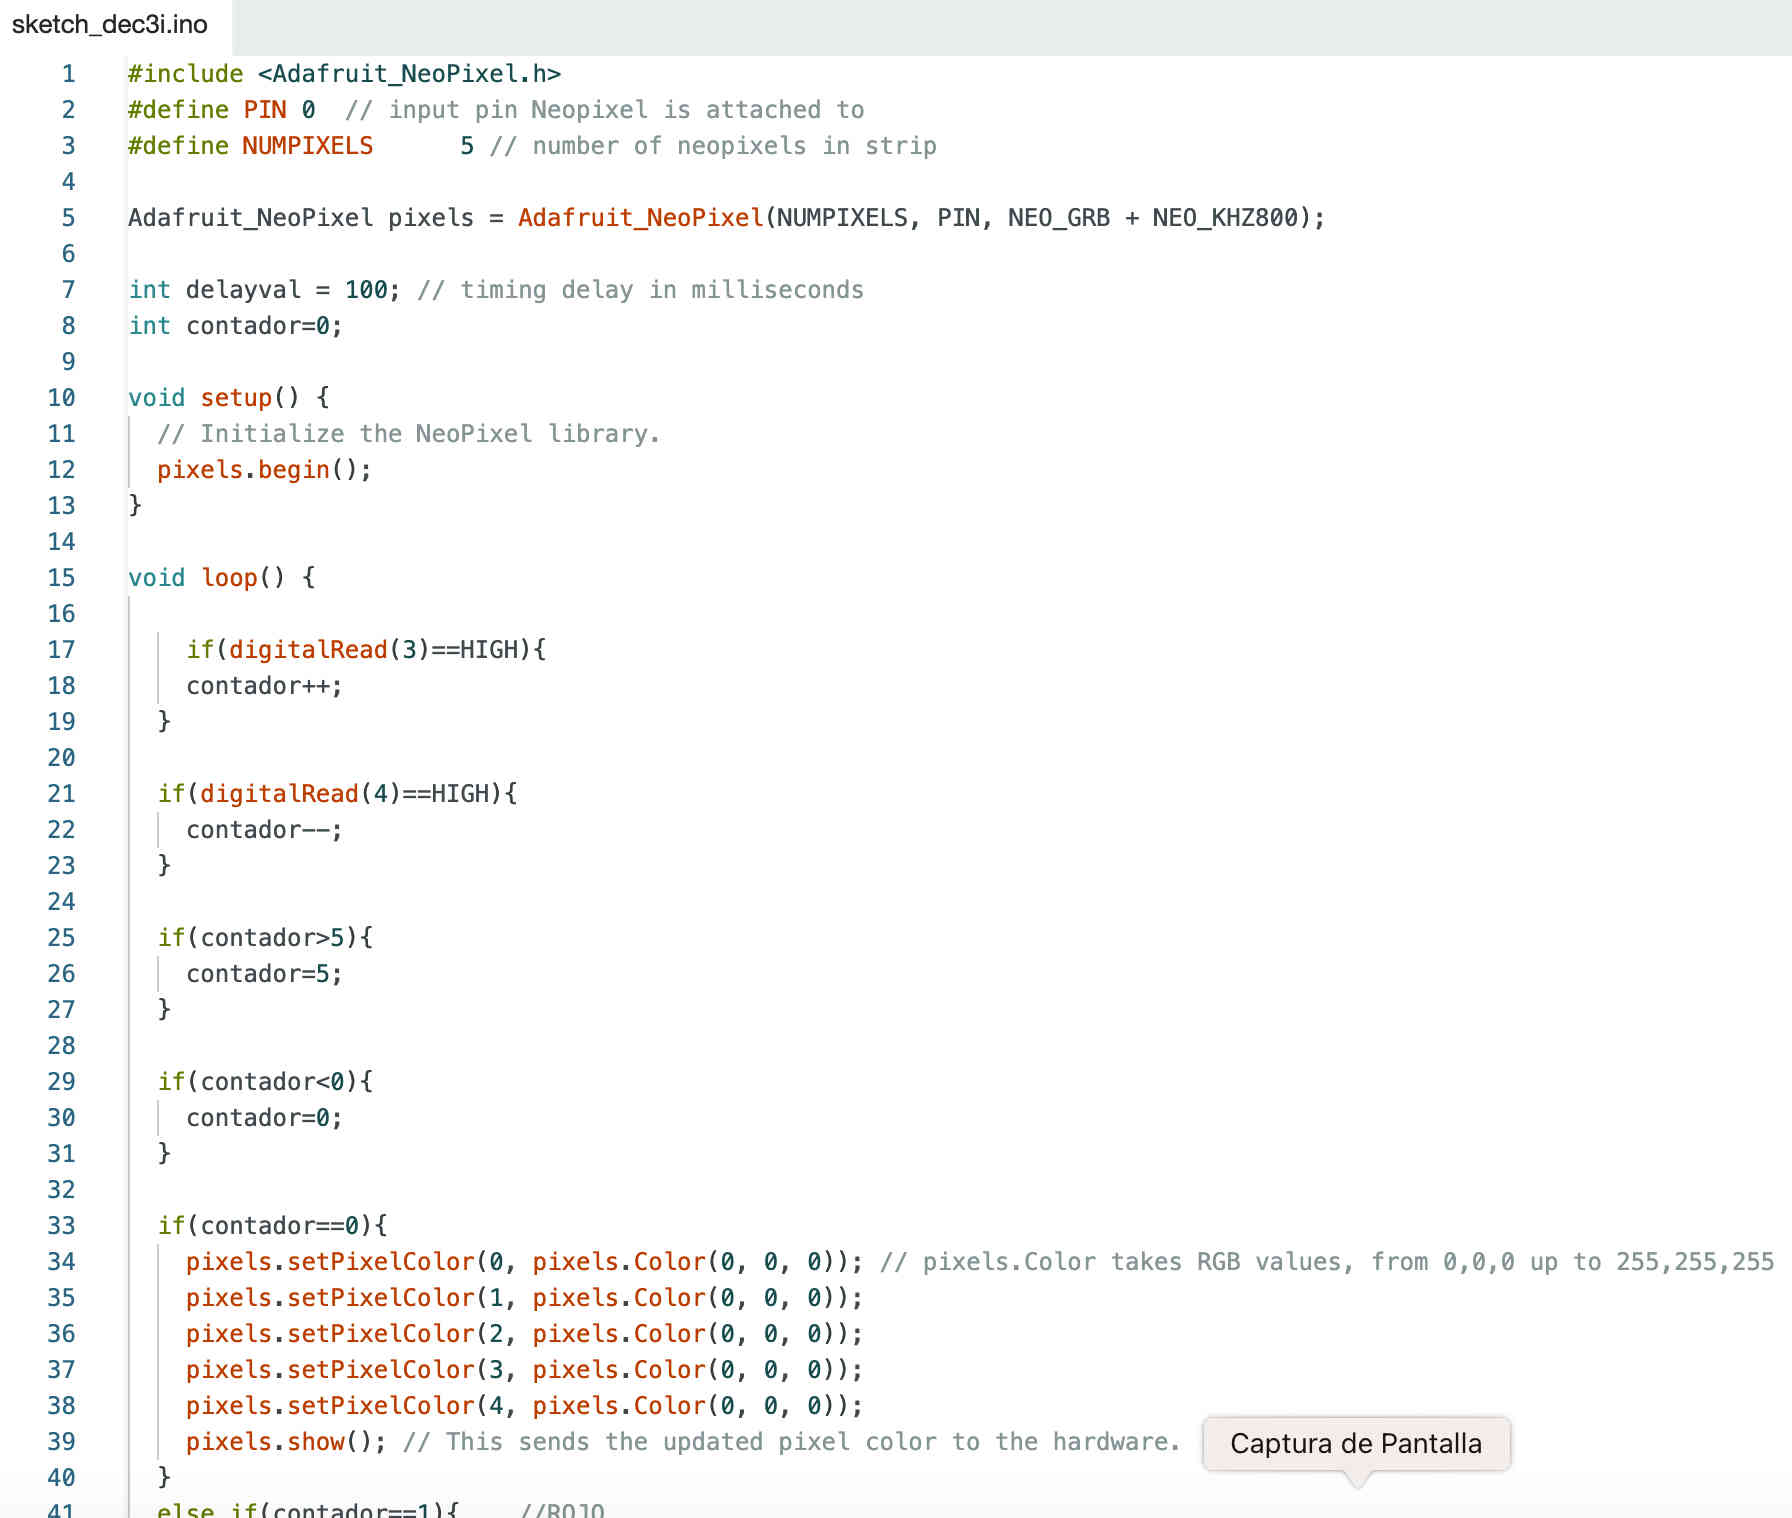 sketch_dec3i.ino
1 #include <Adafruit_NeoPixel.h>
2 #define PIN 0  // input pin Neopixel is attached to
3 #define NUMPIXELS      5 // number of neopixels in strip
4
5 Adafruit_NeoPixel pixels = Adafruit_NeoPixel(NUMPIXELS, PIN, NEO_GRB + NEO_KHZ800);
6
7 int delayval = 100; // timing delay in milliseconds
8 int contador=0;
9
10 void setup() {
11   // Initialize the NeoPixel library.
12   pixels.begin();
13 }
14
15 void loop() {
16
17     if(digitalRead(3)==HIGH){
18     contador++;
19   }
20
21   if(digitalRead(4)==HIGH){
22     contador--;
23   }
24
25   if(contador>5){
26     contador=5;
27   }
28
29   if(contador<0){
30     contador=0;
31   }
32
33   if(contador==0){
34     pixels.setPixelColor(0, pixels.Color(0, 0, 0)); // pixels.Color takes RGB values, from 0,0,0 up to 255,255,255
35     pixels.setPixelColor(1, pixels.Color(0, 0, 0));
36     pixels.setPixelColor(2, pixels.Color(0, 0, 0));
37     pixels.setPixelColor(3, pixels.Color(0, 0, 0));
38     pixels.setPixelColor(4, pixels.Color(0, 0, 0));
39     pixels.show(); // This sends the updated pixel color to the hardware.
Captura de Pantalla
40   }
41   else if(contador==1){    //ROJO